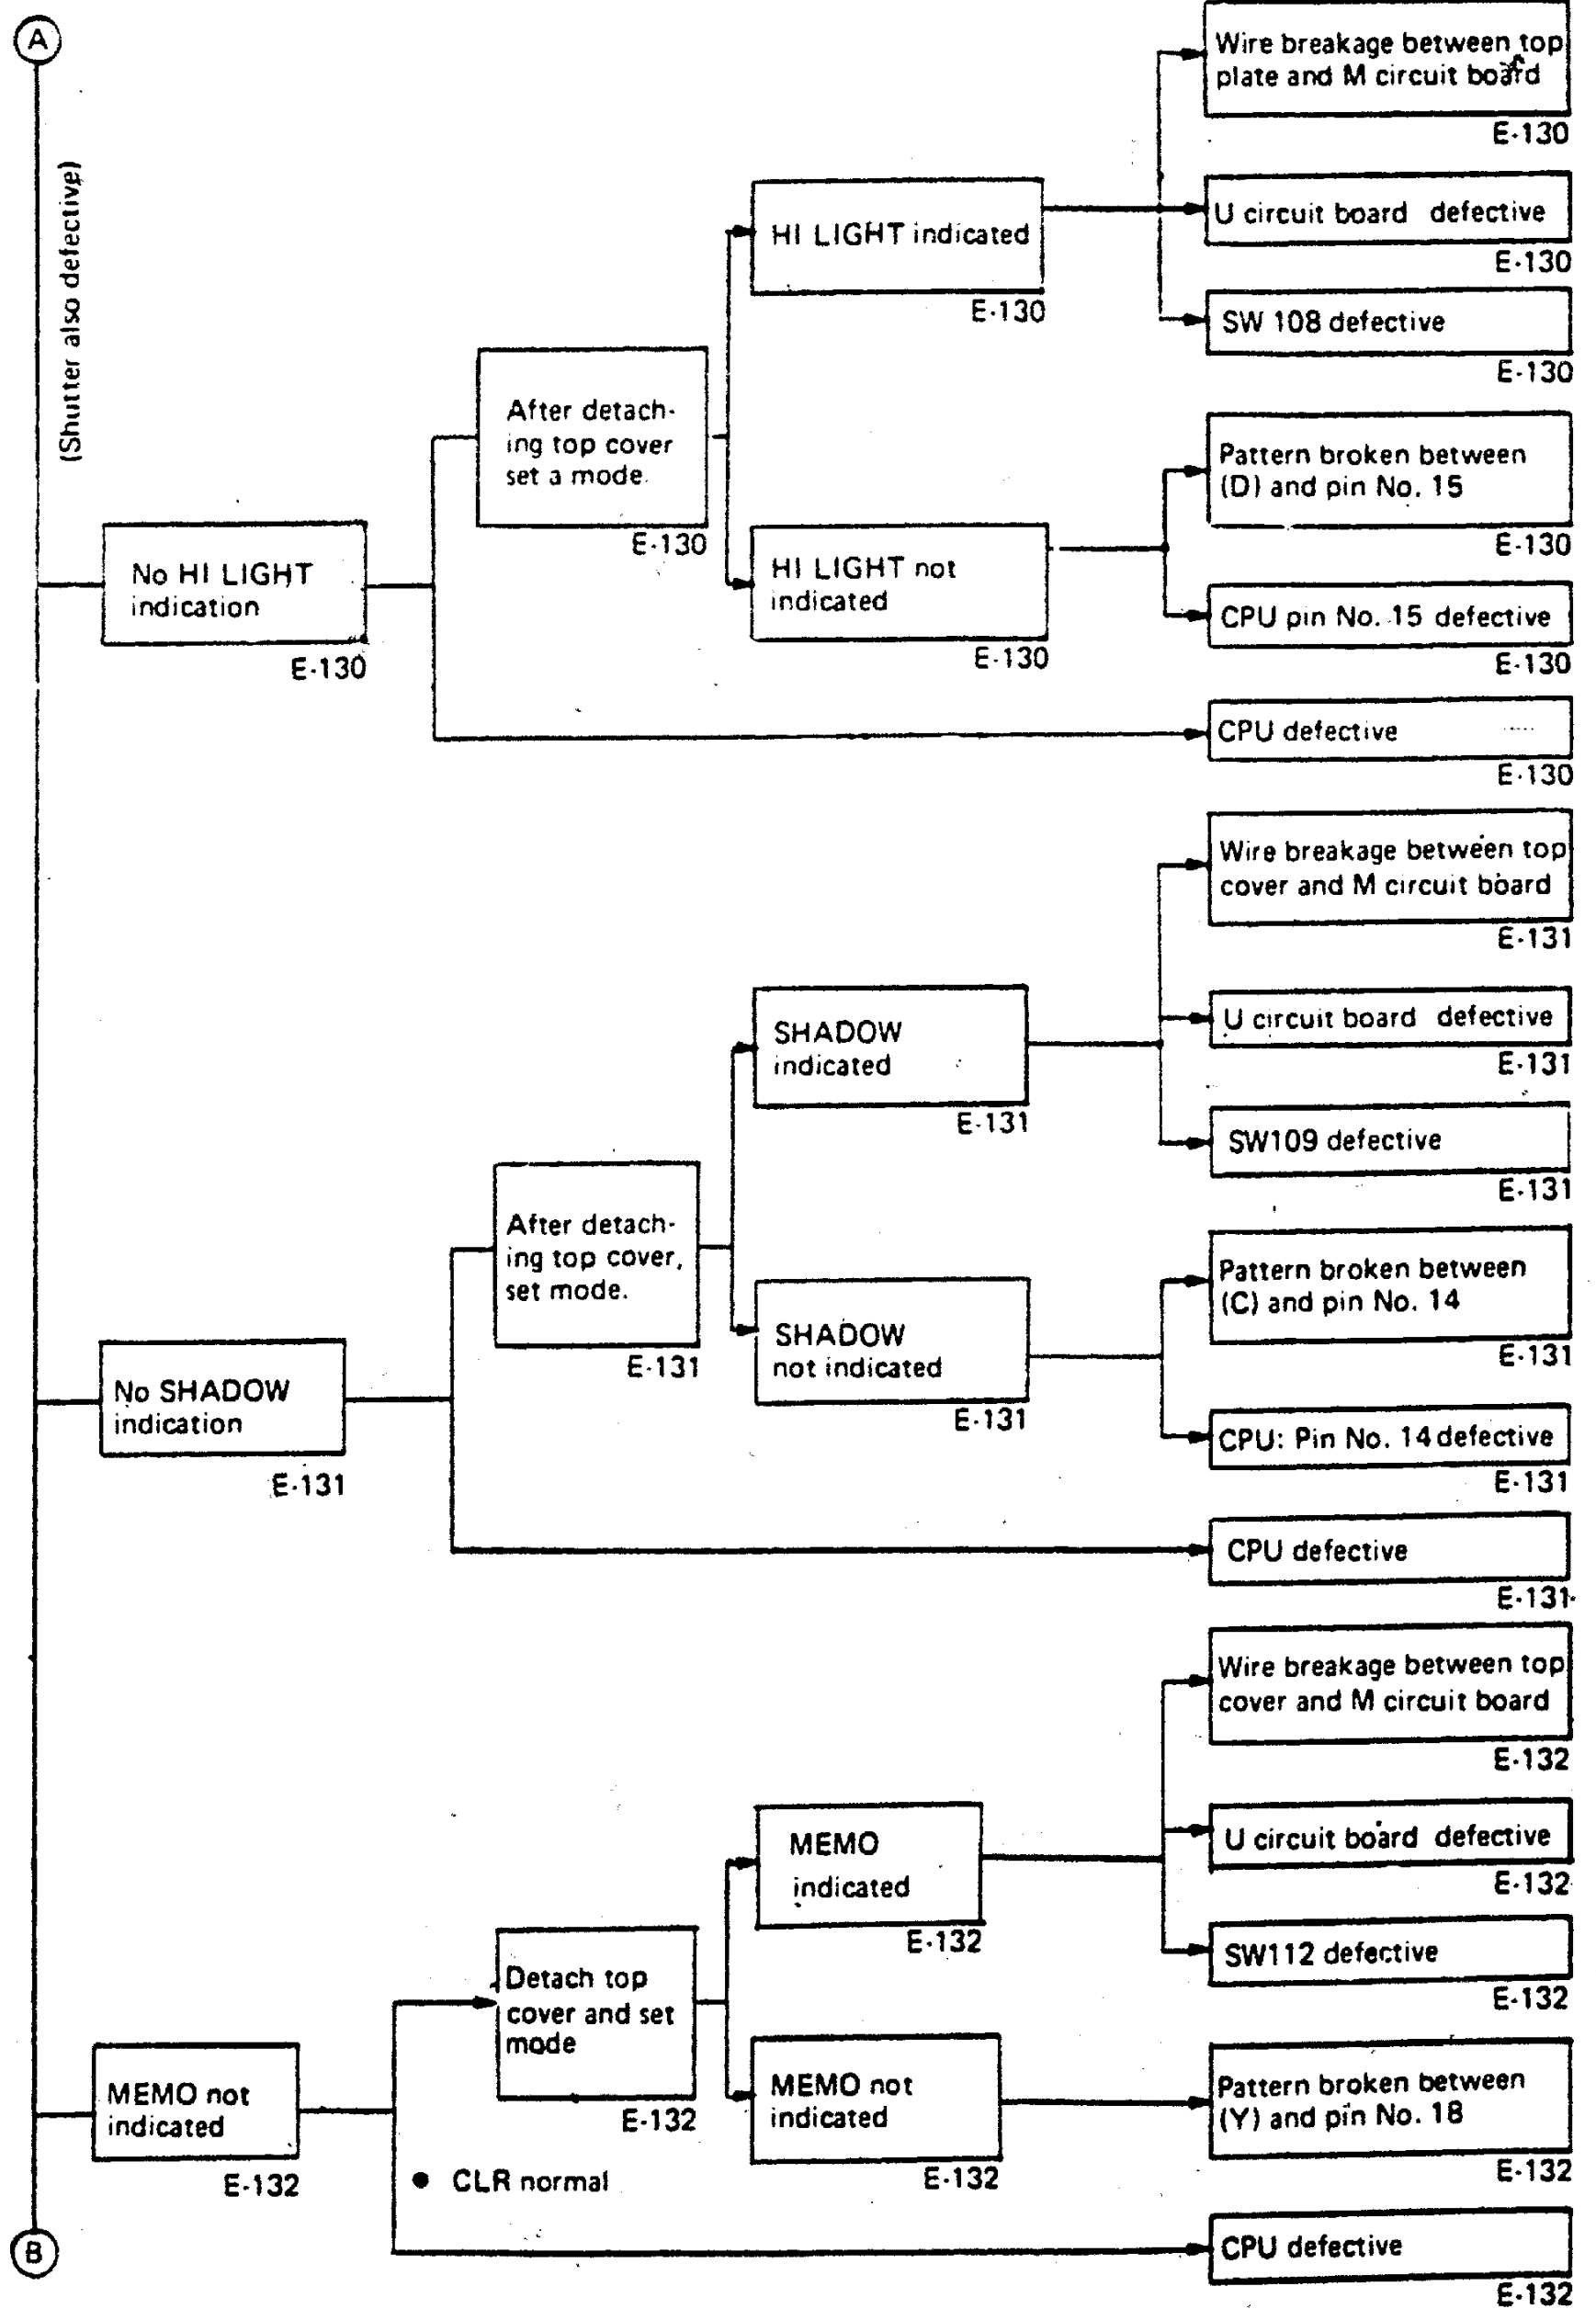 A
(Shutter also defective)
No HI LIGHT
indication
E-130
After detach-
ing top cover
set a mode.
E-130
HI LIGHT indicated
E-130
Wire breakage between top
plate and M circuit board
E-130
U circuit board defective
E-130
SW 108 defective
E-130
HI LIGHT not
indicated
E-130
Pattern broken between
(D) and pin No. 15
E-130
CPU pin No. 15 defective
E-130
CPU defective
E-130
No SHADOW
indication
E-131
After detach-
ing top cover,
set mode.
E-131
SHADOW
indicated
E-131
Wire breakage between top
cover and M circuit board
E-131
U circuit board defective
E-131
SW109 defective
E-131
SHADOW
not indicated
E-131
Pattern broken between
(C) and pin No. 14
E-131
CPU: Pin No. 14 defective
E-131
CPU defective
E-131
MEMO not
indicated
E-132
Detach top
cover and set
mode
E-132
● CLR normal
MEMO
indicated
E-132
Wire breakage between top
cover and M circuit board
E-132
U circuit board defective
E-132
SW112 defective
E-132
MEMO not
indicated
E-132
Pattern broken between
(Y) and pin No. 18
E-132
CPU defective
E-132
B